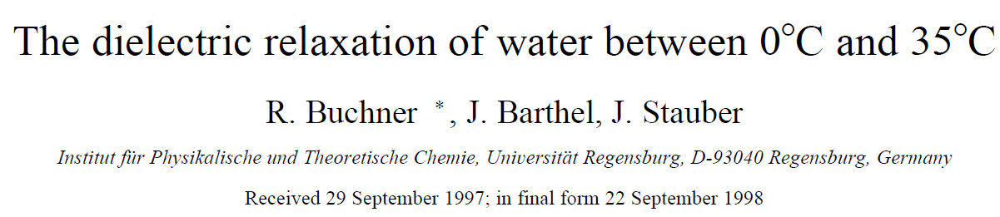 The dielectric relaxation of water between 0°C and 35°C
R. Buchner *, J. Barthel, J. Stauber
Institut für Physikalische und Theoretische Chemie, Universität Regensburg, D-93040 Regensburg, Germany
Received 29 September 1997; in final form 22 September 1998